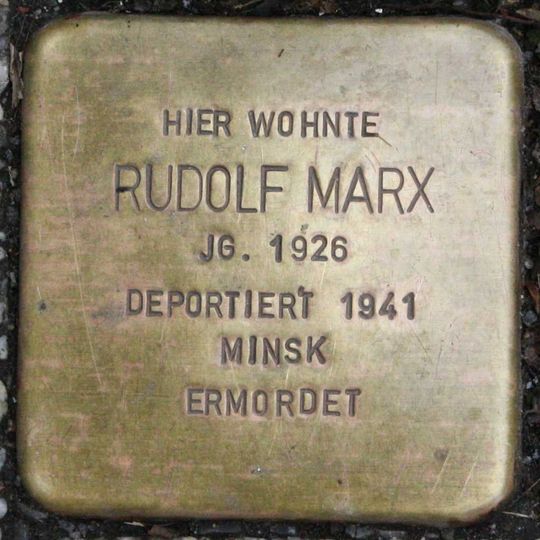 HIER WOHNTE
RUDOLF MARX
JG. 1926
DEPORTIERT 1941
MINSK
ERMORDET